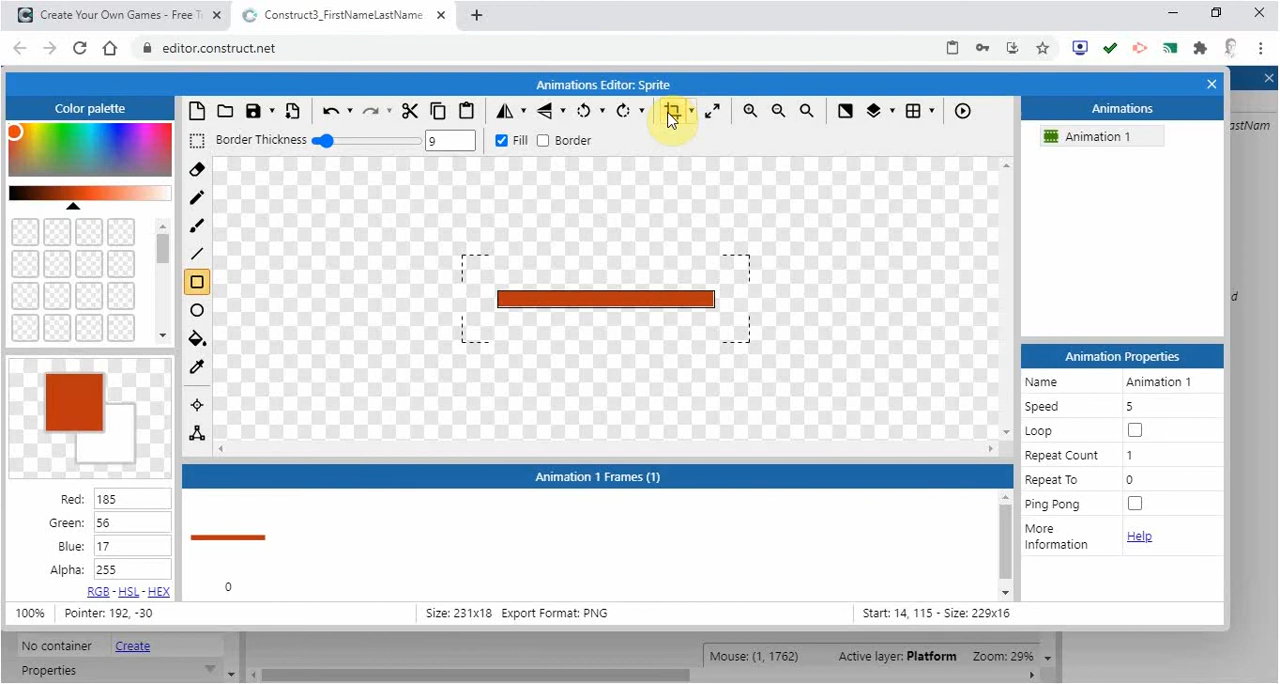 Create Your Own Games - Free T
Construct3_FirstNameLastName
editor.construct.net
Animations Editor: Sprite
Color palette
Border Thickness
9
Fill
Border
Animations
Animation 1
astNam
d
Animation Properties
Name Animation 1
Speed 5
Loop
Repeat Count 1
Repeat To 0
Ping Pong
More
Information
Help
Animation 1 Frames (1)
0
Red: 185
Green: 56
Blue: 17
Alpha: 255
RGB - HSL - HEX
100% Pointer: 192, -30 Size: 231x18 Export Format: PNG Start: 14, 115 - Size: 229x16
No container Create
Properties
Mouse: (1, 1762) Active layer: Platform Zoom: 29%